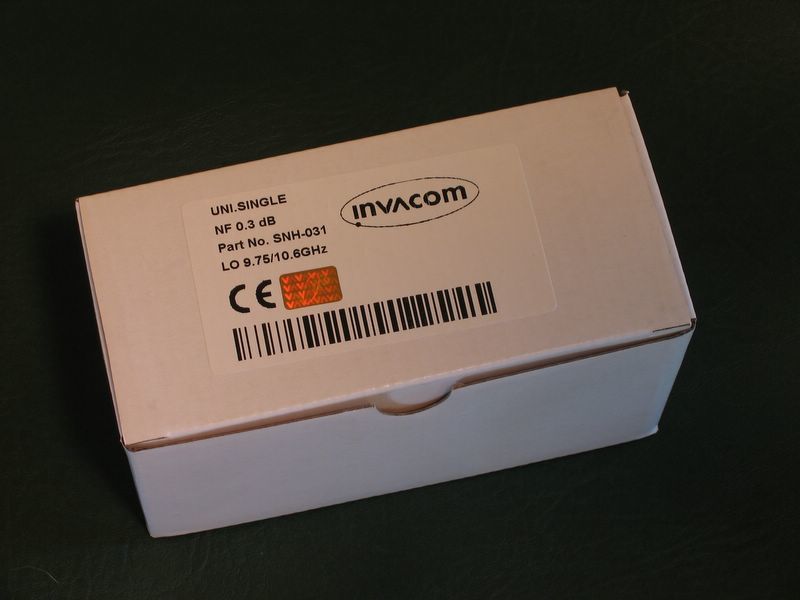 UNI.SINGLE
NF 0.3 dB
Part No. SNH-031
LO 9.75/10.6GHz
CE
invacom